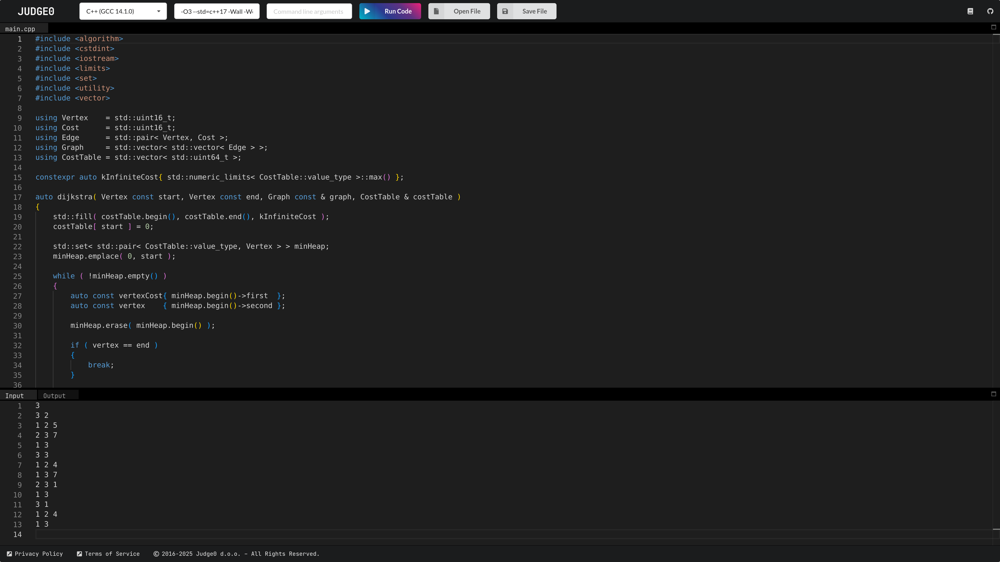 JUDGE0 C++ (GCC 14.1.0) -O3 --std=c++17 -Wall Command line arguments Run Code Open File Save File
main.cpp
1 #include <algorithm>
2 #include <cstdint>
3 #include <iostream>
4 #include <limits>
5 #include <set>
6 #include <utility>
7 #include <vector>
8
9 using Vertex    = std::uint16_t;
10 using Cost      = std::uint16_t;
11 using Edge      = std::pair< Vertex, Cost >;
12 using Graph     = std::vector< std::vector< Edge > >;
13 using CostTable = std::vector< std::uint64_t >;
14
15 constexpr auto kInfiniteCost{ std::numeric_limits< CostTable::value_type >::max() };
16
17 auto dijkstra( Vertex const start, Vertex const end, Graph const & graph, CostTable & costTable )
18 {
19     std::fill( costTable.begin(), costTable.end(), kInfiniteCost );
20     costTable[ start ] = 0;
21
22     std::set< std::pair< CostTable::value_type, Vertex > > minHeap;
23     minHeap.emplace( 0, start );
24
25     while ( !minHeap.empty() )
26     {
27         auto const vertexCost{ minHeap.begin()->first  };
28         auto const vertex    { minHeap.begin()->second };
29
30         minHeap.erase( minHeap.begin() );
31
32         if ( vertex == end )
33         {
34             break;
35         }
36
Input Output
1 3
2 3 2
3 1 2 5
4 2 3 7
5 1 3
6 3 3
7 1 2 4
8 1 3 7
9 2 3 1
10 1 3
11 3 1
12 1 2 4
13 1 3
14
Privacy Policy Terms of Service © 2016-2025 Judge0 d.o.o. – All Rights Reserved.